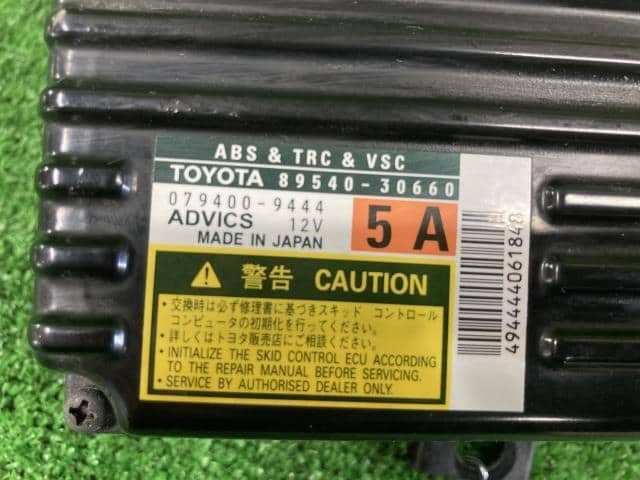 ABS & TRC & VSC
TOYOTA 89540-30660
079400-9444
ADVICS 12V
MADE IN JAPAN
5A
494444061848
警告 CAUTION
・交換時は必ず修理書に基づきスキッド コントロール
コンピュータの初期化を行ってください。
・詳しくはトヨタ販売店にご相談ください。
・INITIALIZE THE SKID CONTROL ECU ACCORDING
TO THE REPAIR MANUAL BEFORE SERVICING.
・SERVICE BY AUTHORISED DEALER ONLY.